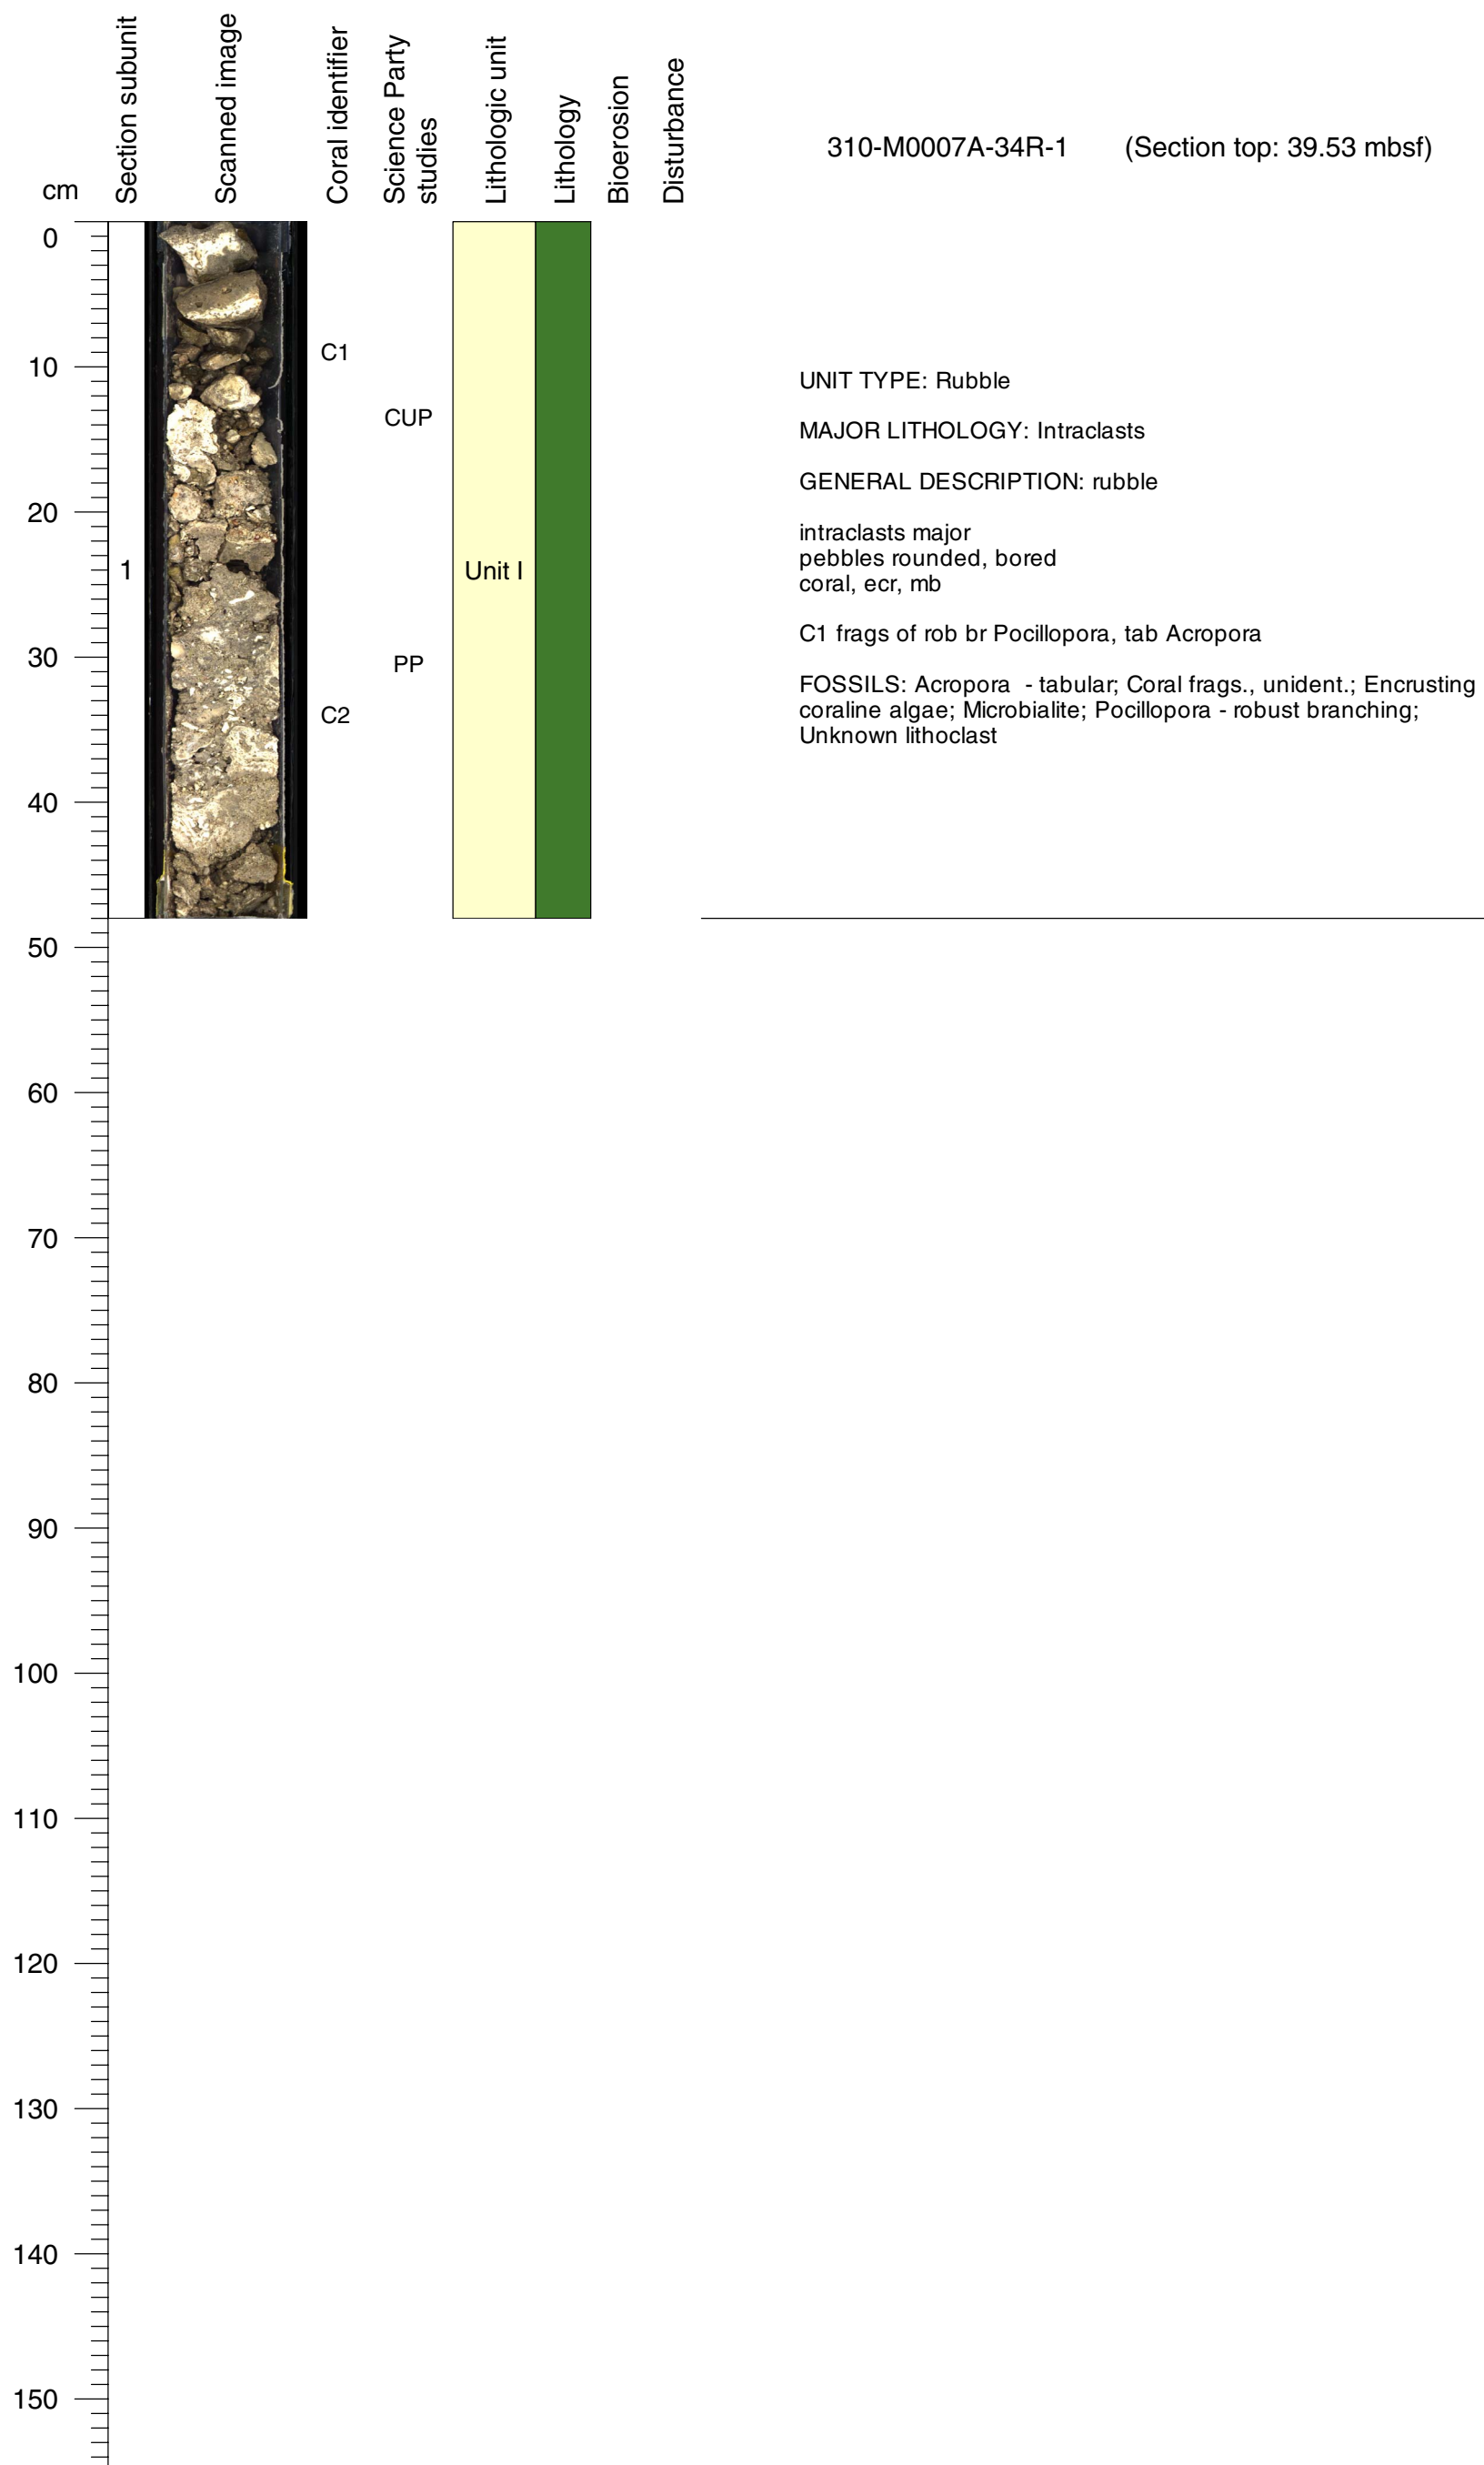 cm
Section subunit
Scanned image
Coral identifier
Science Party
studies
Lithologic unit
Lithology
Bioerosion
Disturbance
310-M0007A-34R-1 (Section top: 39.53 mbsf)
0
10
20
30
40
50
60
70
80
90
100
110
120
130
140
150
1
C1
C2
CUP
PP
Unit I
UNIT TYPE: Rubble
MAJOR LITHOLOGY: Intraclasts
GENERAL DESCRIPTION: rubble
intraclasts major
pebbles rounded, bored
coral, ecr, mb
C1 frags of rob br Pocillopora, tab Acropora
FOSSILS: Acropora - tabular; Coral frags., unident.; Encrusting
coraline algae; Microbialite; Pocillopora - robust branching;
Unknown lithoclast